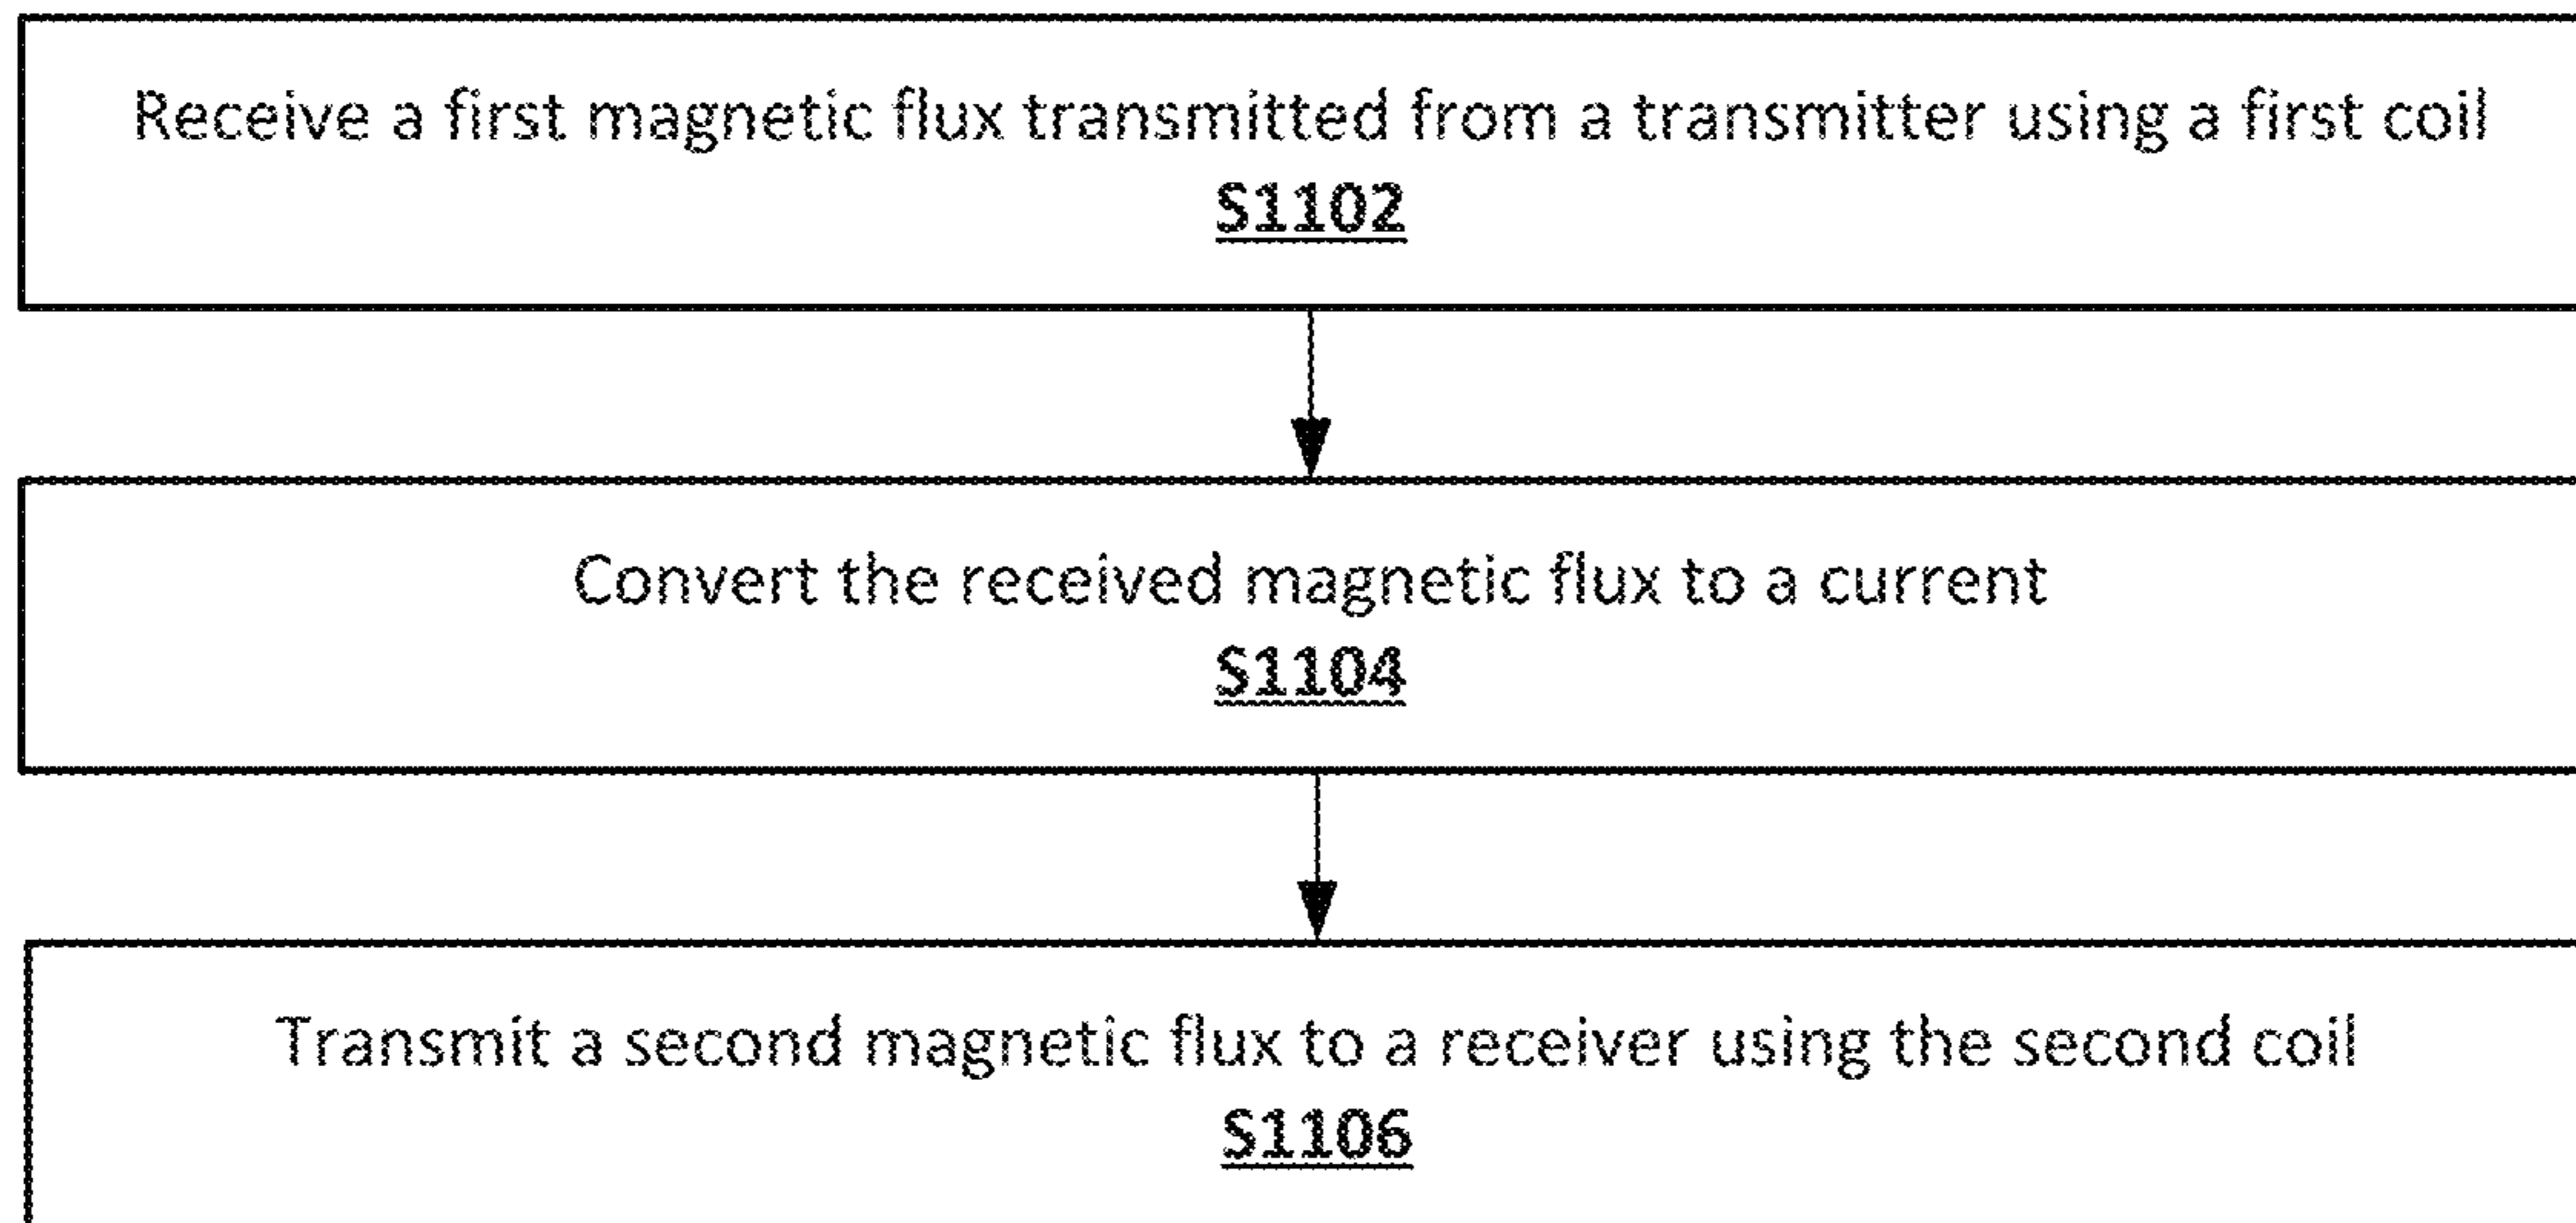 Receive a first magnetic flux transmitted from a transmitter using a first coil
S1102
Convert the received magnetic flux to a current
S1104
Transmit a second magnetic flux to a receiver using the second coil
S1106